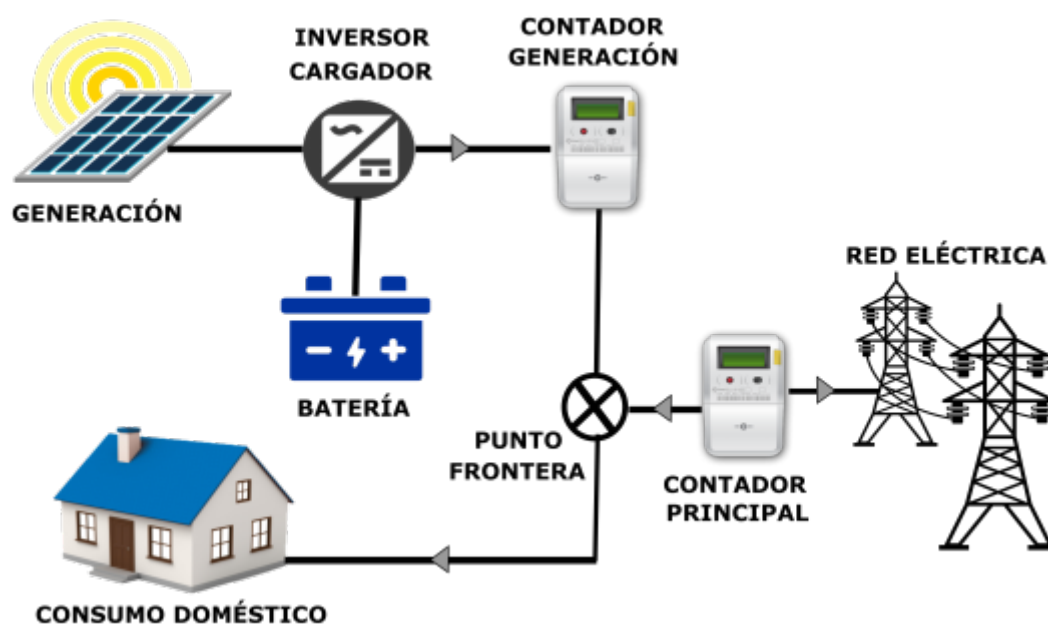 INVERSOR
CARGADOR
CONTADOR
GENERACIÓN
GENERACIÓN
RED ELÉCTRICA
BATERÍA
PUNTO
FRONTERA
CONTADOR
PRINCIPAL
CONSUMO DOMÉSTICO